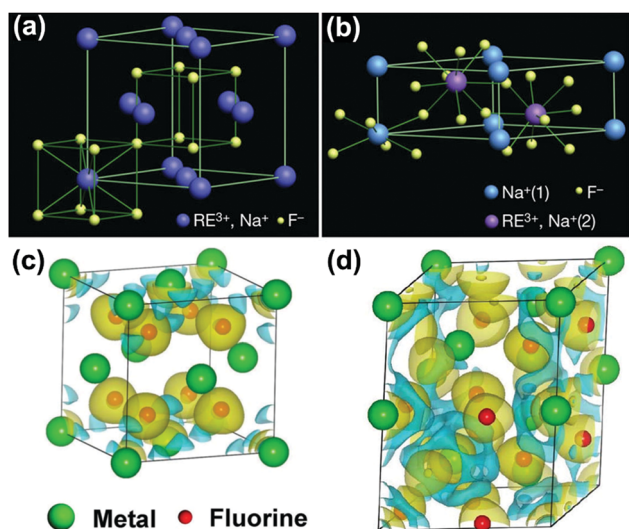 (a)
(b)
RE³⁺, Na⁺ F⁻
Na⁺(1) F⁻
RE³⁺, Na⁺(2)
(c)
(d)
Metal Fluorine